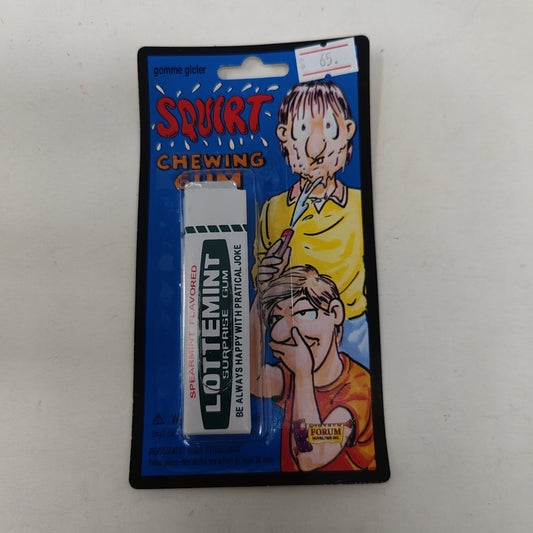 gomme gicler
65.
SQUIRT
CHEWING
GUM
SPEARMINT FLAVORED
LOTTEMINT
SURPRISE GUM
BE ALWAYS HAPPY WITH PRATICAL JOKE
FORUM